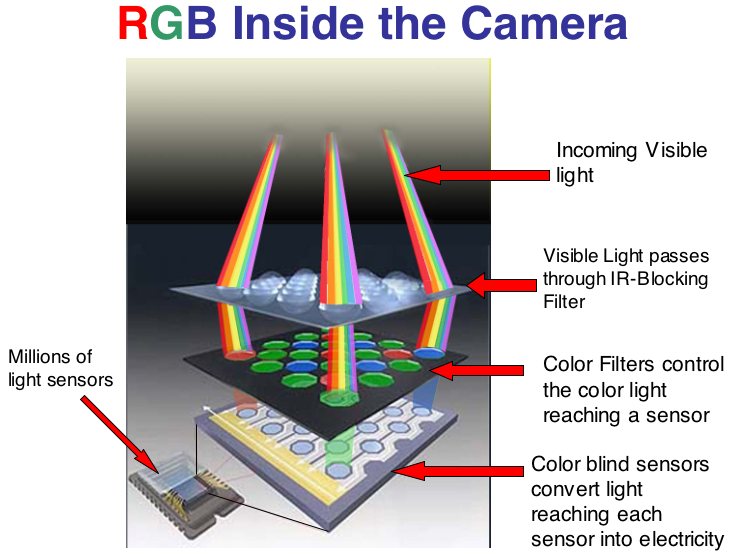 RGB Inside the Camera
Incoming Visible
light
Visible Light passes
through IR-Blocking
Filter
Millions of
light sensors
Color Filters control
the color light
reaching a sensor
Color blind sensors
convert light
reaching each
sensor into electricity